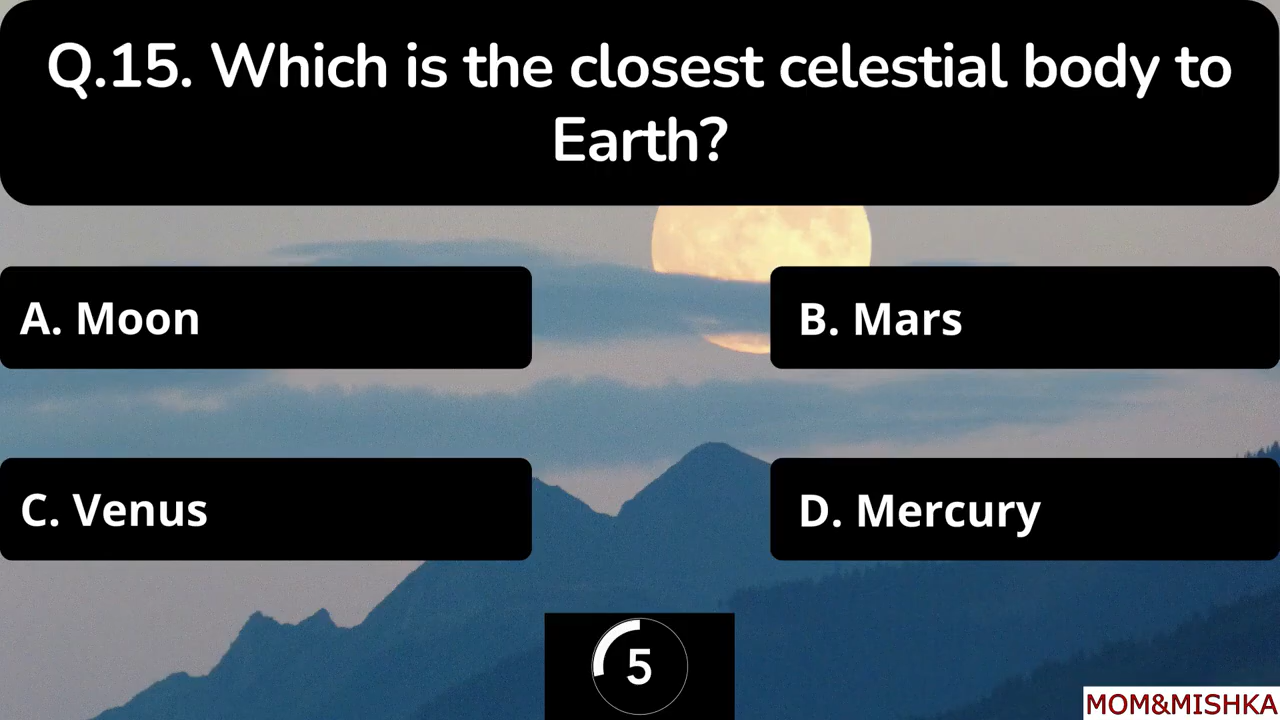 Q.15. Which is the closest celestial body to
Earth?
A. Moon
B. Mars
C. Venus
D. Mercury
5
MOM&MISHKA